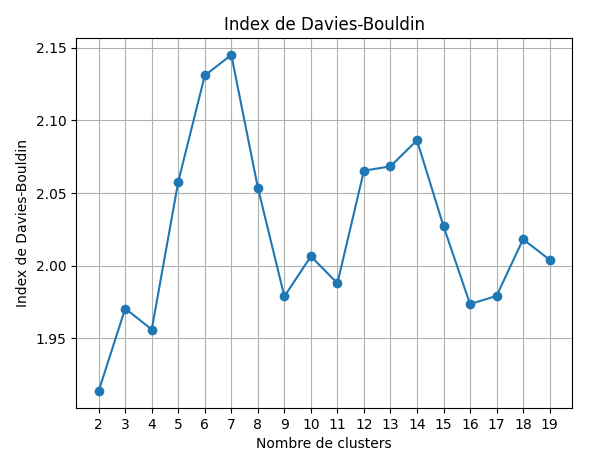 Index de Davies-Bouldin
Index de Davies-Bouldin
2.15
2.10
2.05
2.00
1.95
2 3 4 5 6 7 8 9 10 11 12 13 14 15 16 17 18 19
Nombre de clusters